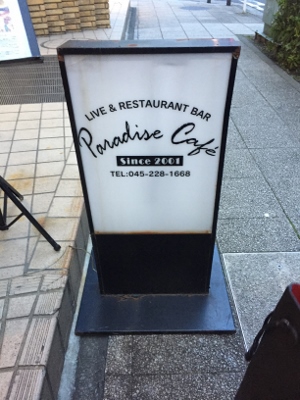 LIVE & RESTAURANT BAR
Paradise Café
Since 2001
TEL:045-228-1668